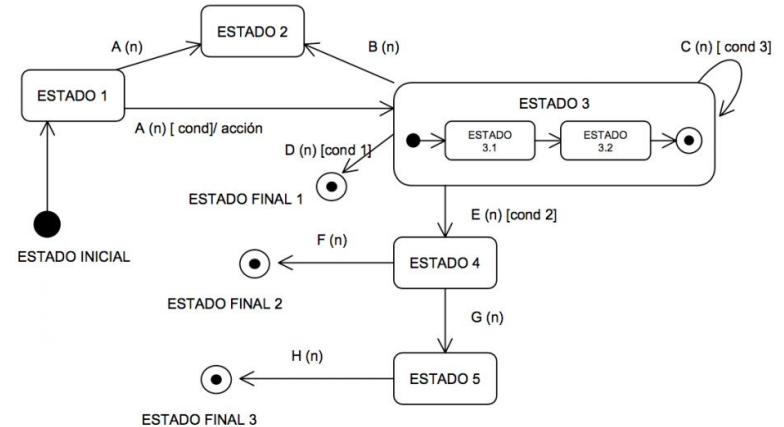 ESTADO 2
A (n)
B (n)
C (n) [ cond 3]
ESTADO 1
ESTADO 3
A (n) [ cond]/ acción
ESTADO
3.1
ESTADO
3.2
D (n) [cond 1]
ESTADO FINAL 1
E (n) [cond 2]
ESTADO INICIAL
F (n)
ESTADO 4
ESTADO FINAL 2
G (n)
H (n)
ESTADO 5
ESTADO FINAL 3